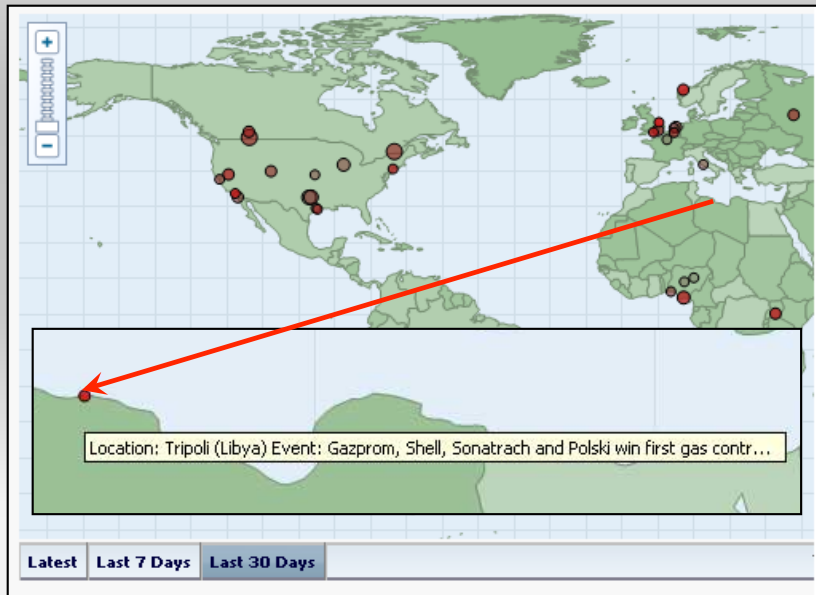 Location: Tripoli (Libya) Event: Gazprom, Shell, Sonatrach and Polski win first gas contr...
Latest
Last 7 Days
Last 30 Days